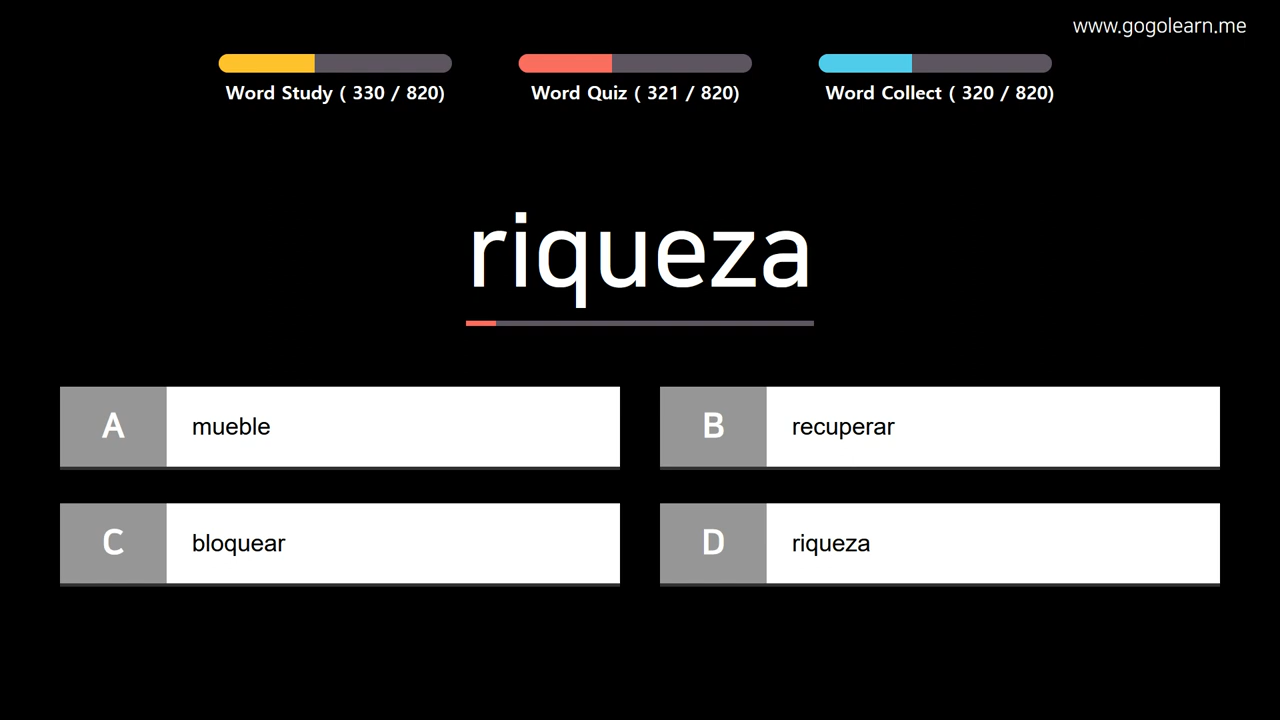 www.gogolearn.me
Word Study ( 330 / 820)
Word Quiz ( 321 / 820)
Word Collect ( 320 / 820)
riqueza
A mueble
B recuperar
C bloquear
D riqueza